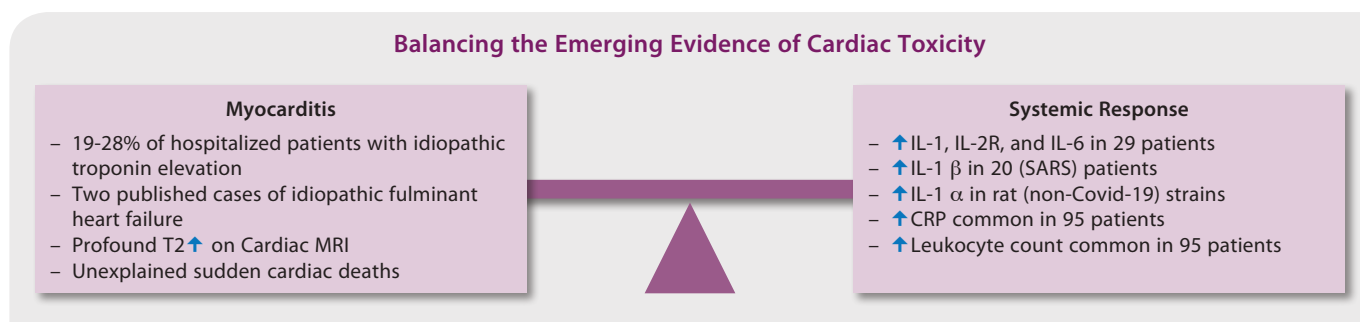 Balancing the Emerging Evidence of Cardiac Toxicity
Myocarditis
– 19-28% of hospitalized patients with idiopathic
troponin elevation
– Two published cases of idiopathic fulminant
heart failure
– Profound T2↑ on Cardiac MRI
– Unexplained sudden cardiac deaths
Systemic Response
– ↑IL-1, IL-2R, and IL-6 in 29 patients
– ↑IL-1 β in 20 (SARS) patients
– ↑IL-1 α in rat (non-Covid-19) strains
– ↑CRP common in 95 patients
– ↑Leukocyte count common in 95 patients